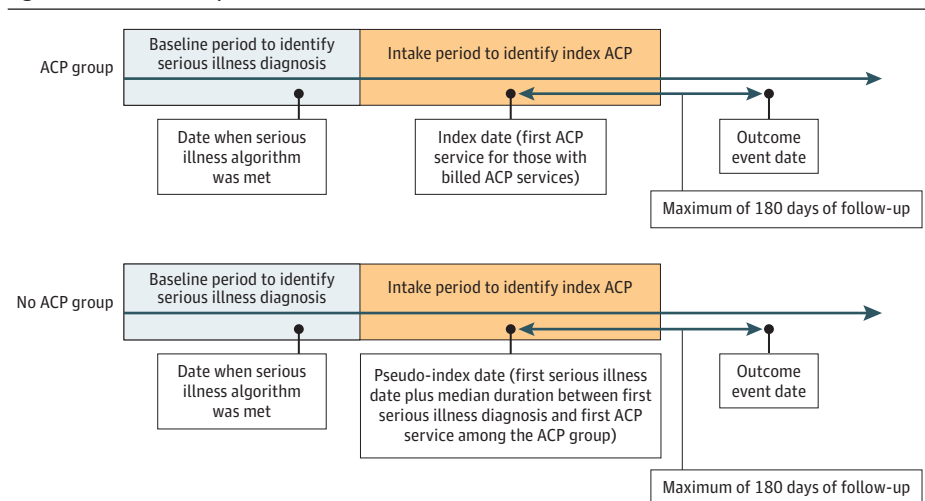 Baseline period to identify
serious illness diagnosis
Intake period to identify index ACP
ACP group
Date when serious
illness algorithm
was met
Index date (first ACP
service for those with
billed ACP services)
Outcome
event date
Maximum of 180 days of follow-up
Baseline period to identify
serious illness diagnosis
Intake period to identify index ACP
No ACP group
Date when serious
illness algorithm
was met
Pseudo-index date (first serious illness
date plus median duration between first
serious illness diagnosis and first ACP
service among the ACP group)
Outcome
event date
Maximum of 180 days of follow-up